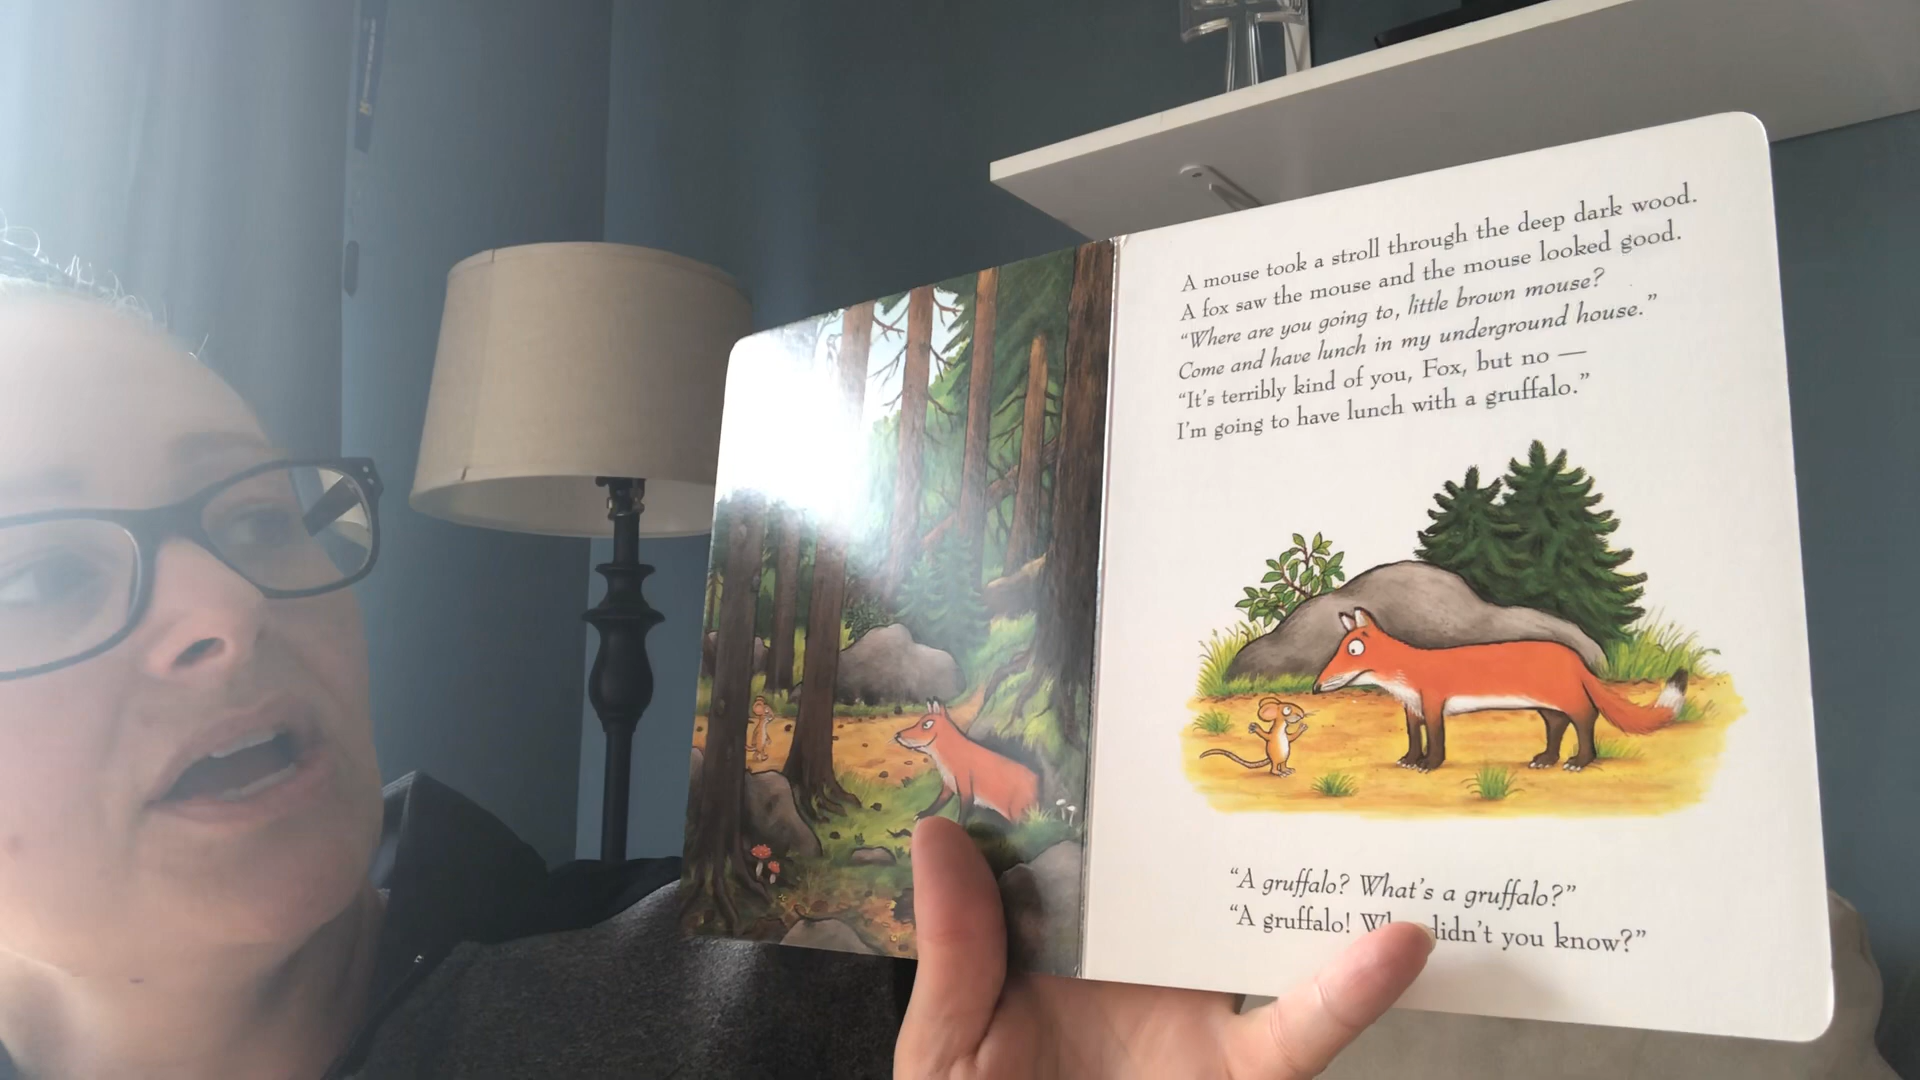 A mouse took a stroll through the deep dark wood.
A fox saw the mouse and the mouse looked good.
“Where are you going to, little brown mouse?
Come and have lunch in my underground house.”
“It's terribly kind of you, Fox, but no —
I'm going to have lunch with a gruffalo.”
“A gruffalo? What's a gruffalo?”
“A gruffalo! didn't you know?”